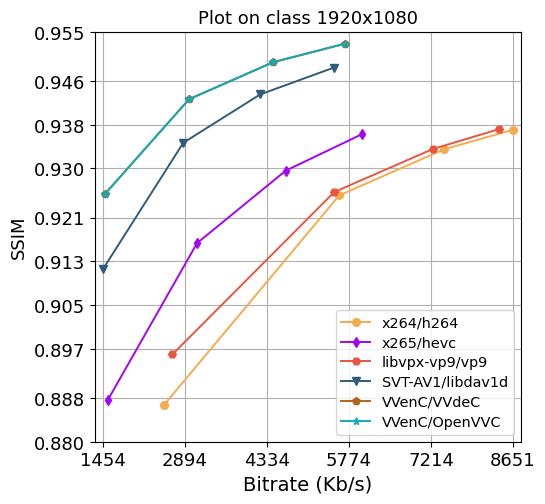 Plot on class 1920x1080
SSIM
0.955
0.946
0.938
0.930
0.921
0.913
0.905
0.897
0.888
0.880
x264/h264
x265/hevc
libvpx-vp9/vp9
SVT-AV1/libdav1d
VVenC/VVdeC
VVenC/OpenVVC
1454 2894 4334 5774 7214 8651
Bitrate (Kb/s)